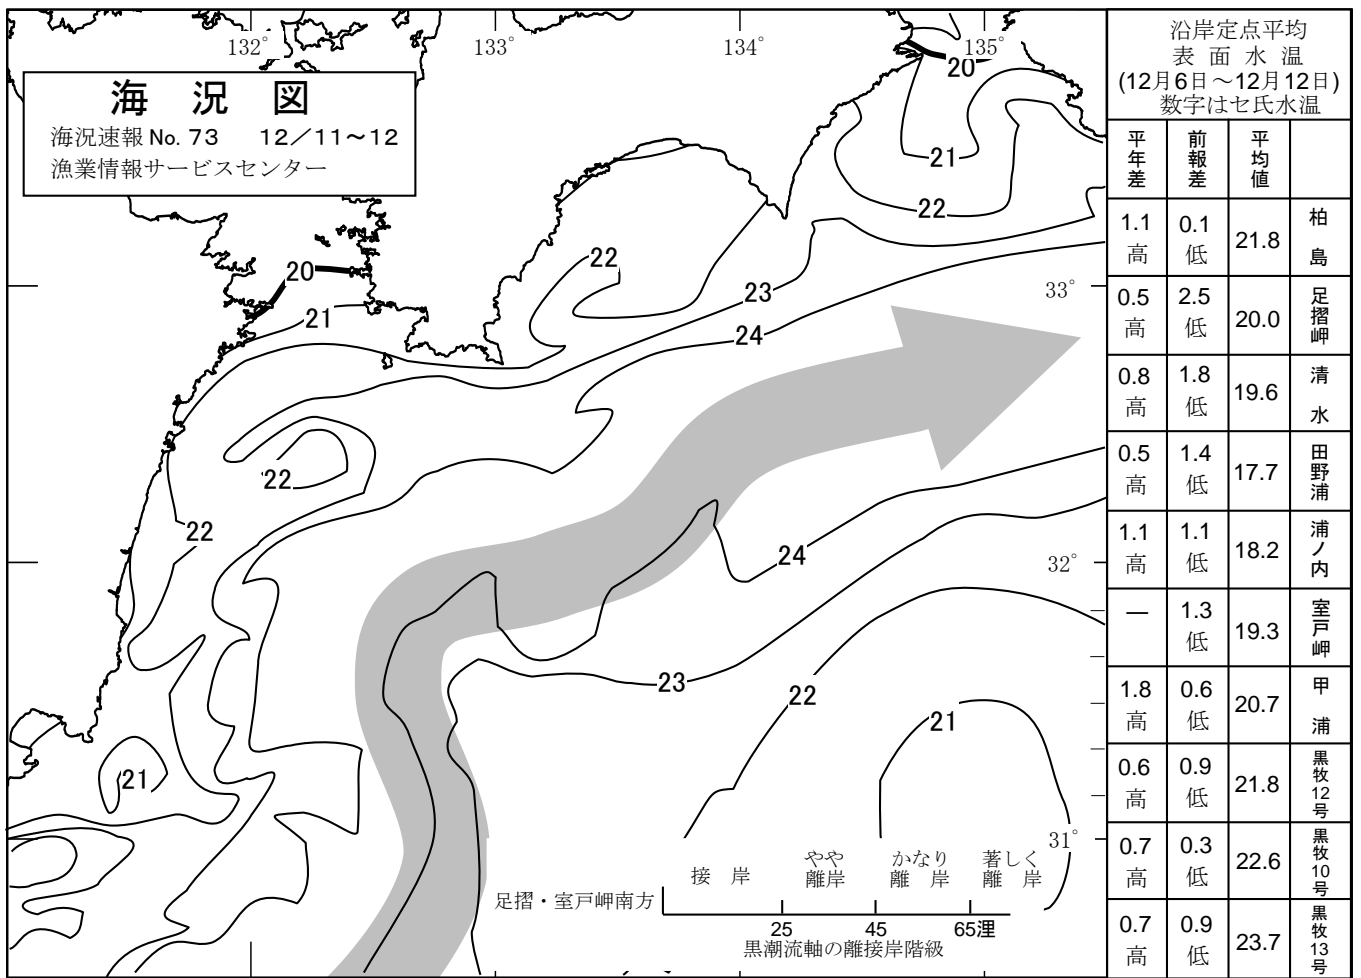 海況図
海況速報 No. 73　12／11～12
漁業情報サービスセンター
132°
133°
134°
135°
20
21
22
22
23
24
20
21
22
22
33°
24
32°
23
22
21
21
31°
足摺・室戸岬南方
接岸
やや離岸
かなり離岸
著しく離岸
25 45 65浬
黒潮流軸の離接岸階級
沿岸定点平均
表面水温
(12月6日～12月12日)
数字はセ氏水温
平年差 前報差 平均値
1.1高 0.1低 21.8 柏島
0.5高 2.5低 20.0 足摺岬
0.8高 1.8低 19.6 清水
0.5高 1.4低 17.7 田野浦
1.1高 1.1低 18.2 浦ノ内
— 1.3低 19.3 室戸岬
1.8高 0.6低 20.7 甲浦
0.6高 0.9低 21.8 黒牧12号
0.7高 0.3低 22.6 黒牧10号
0.7高 0.9低 23.7 黒牧13号